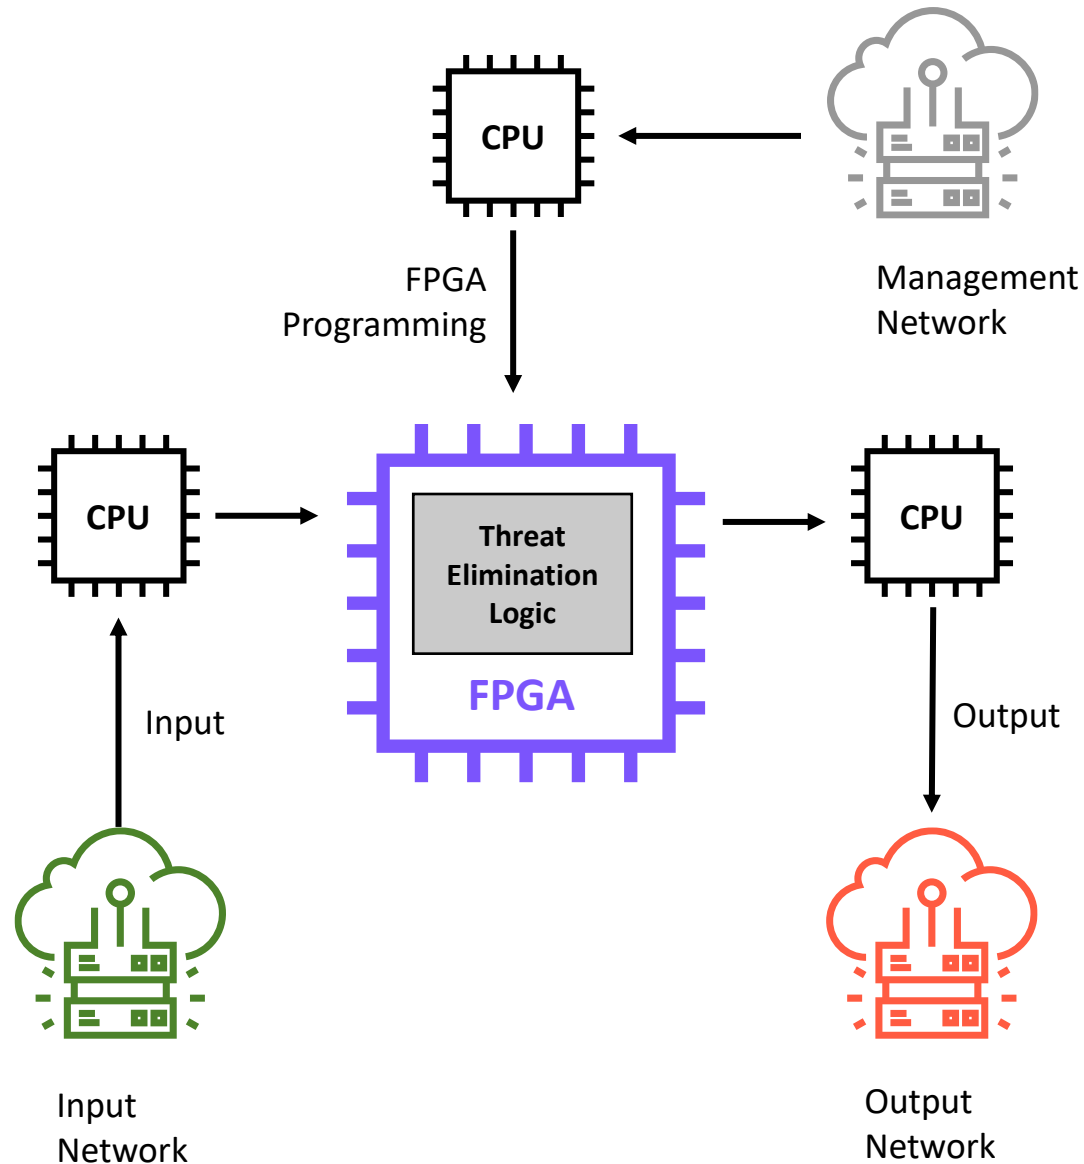 CPU
FPGA
Programming
Management
Network
CPU
Threat
Elimination
Logic
FPGA
CPU
Input
Output
Input
Network
Output
Network